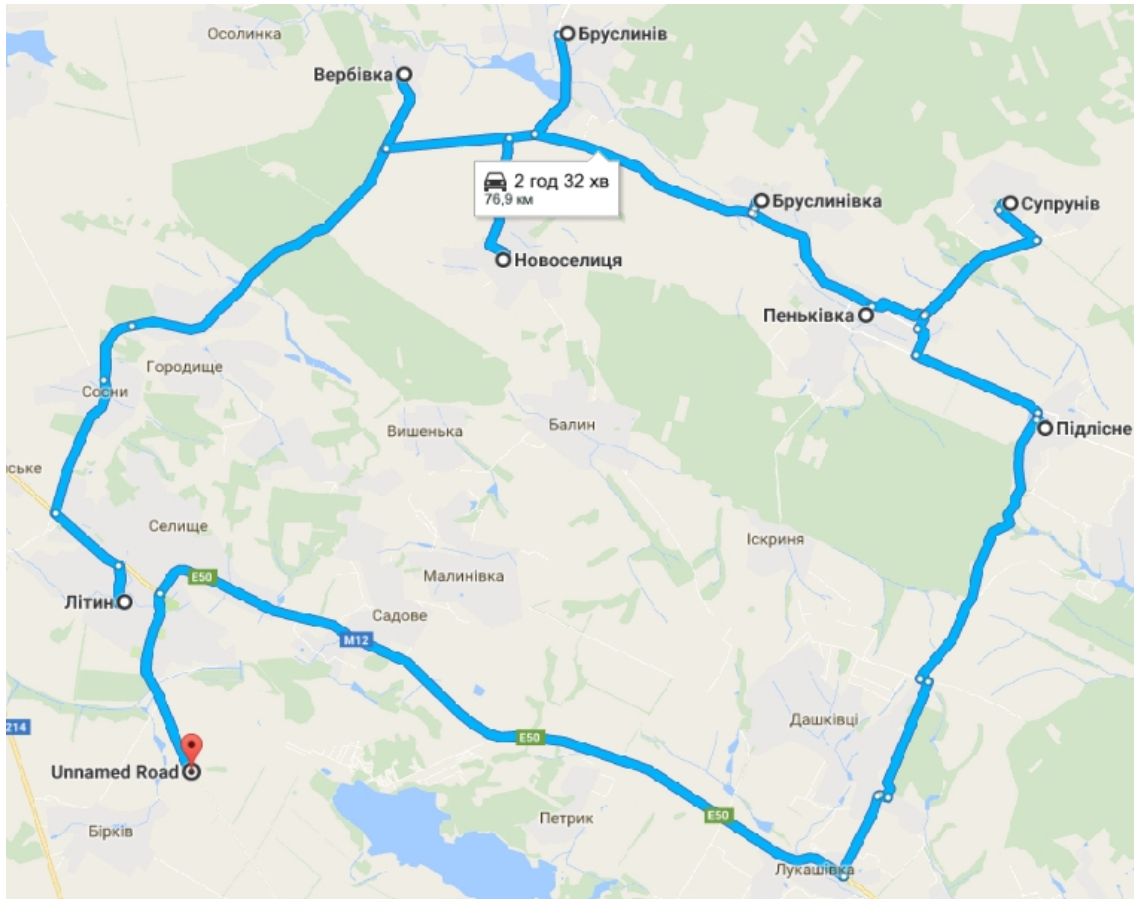 Осолинка
Бруслинів
Вербівка
2 год 32 хв
76,9 км
Бруслинівка
Супрунів
Новоселиця
Пеньківка
Городище
Сосни
Вишенька
Балин
Підлісне
ське
Селище
Іскриня
E50
Малинівка
Літин
Садове
M12
Дашківці
214
E50
Unnamed Road
E50
Петрик
Бірків
Лукашівка